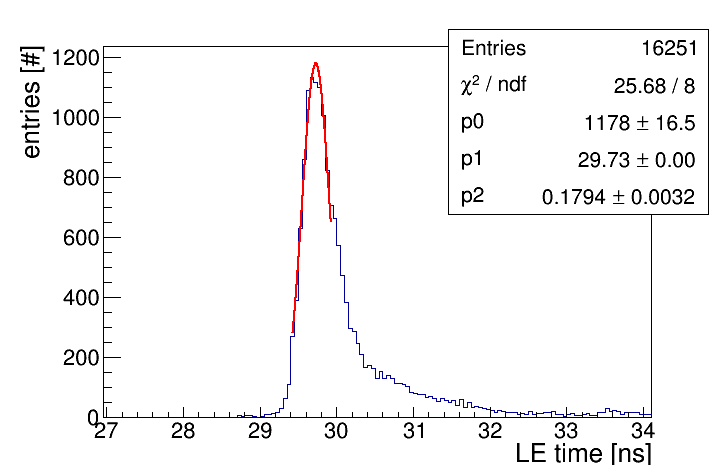 Entries 16251
χ² / ndf 25.68 / 8
p0 1178 ± 16.5
p1 29.73 ± 0.00
p2 0.1794 ± 0.0032
entries [#]
1200
1000
800
600
400
200
0
27 28 29 30 31 32 33 34
LE time [ns]